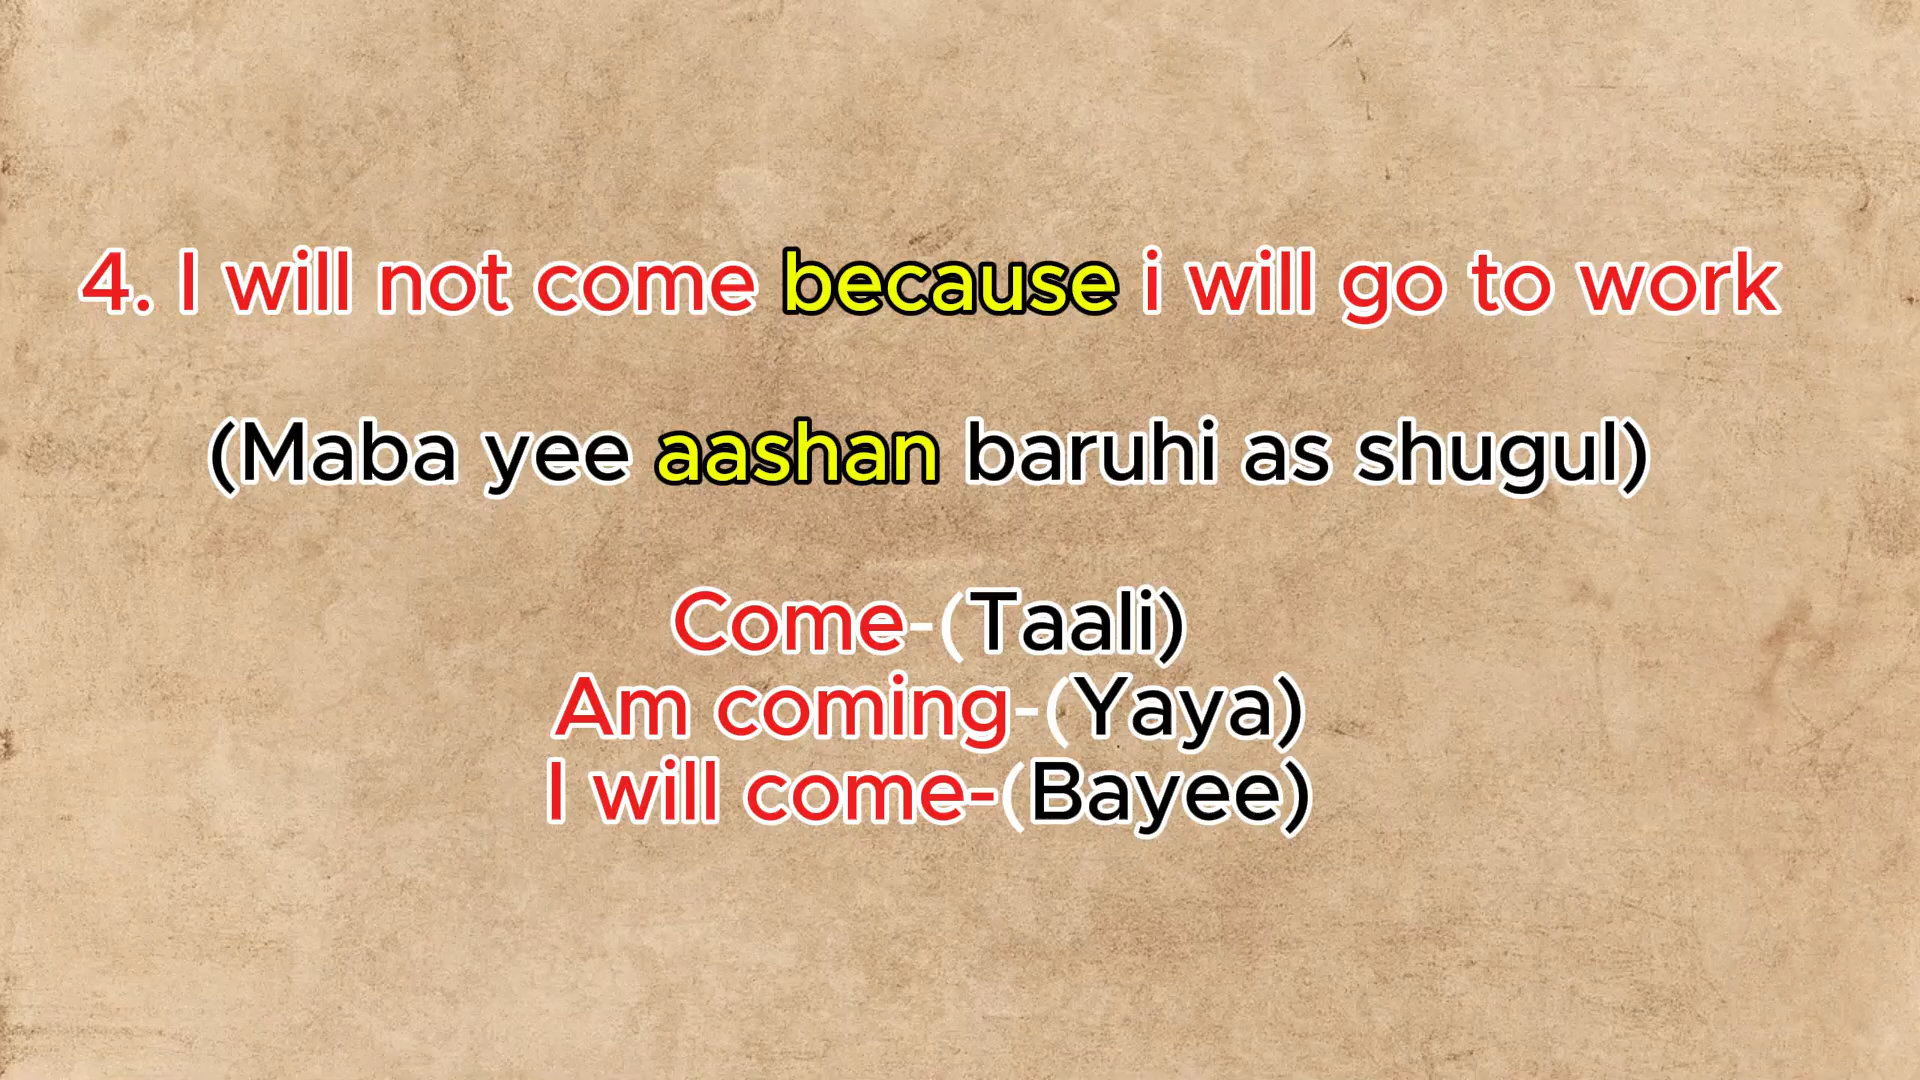 4. I will not come because i will go to work
(Maba yee aashan baruhi as shugul)
Come-(Taali)
Am coming-(Yaya)
I will come-(Bayee)